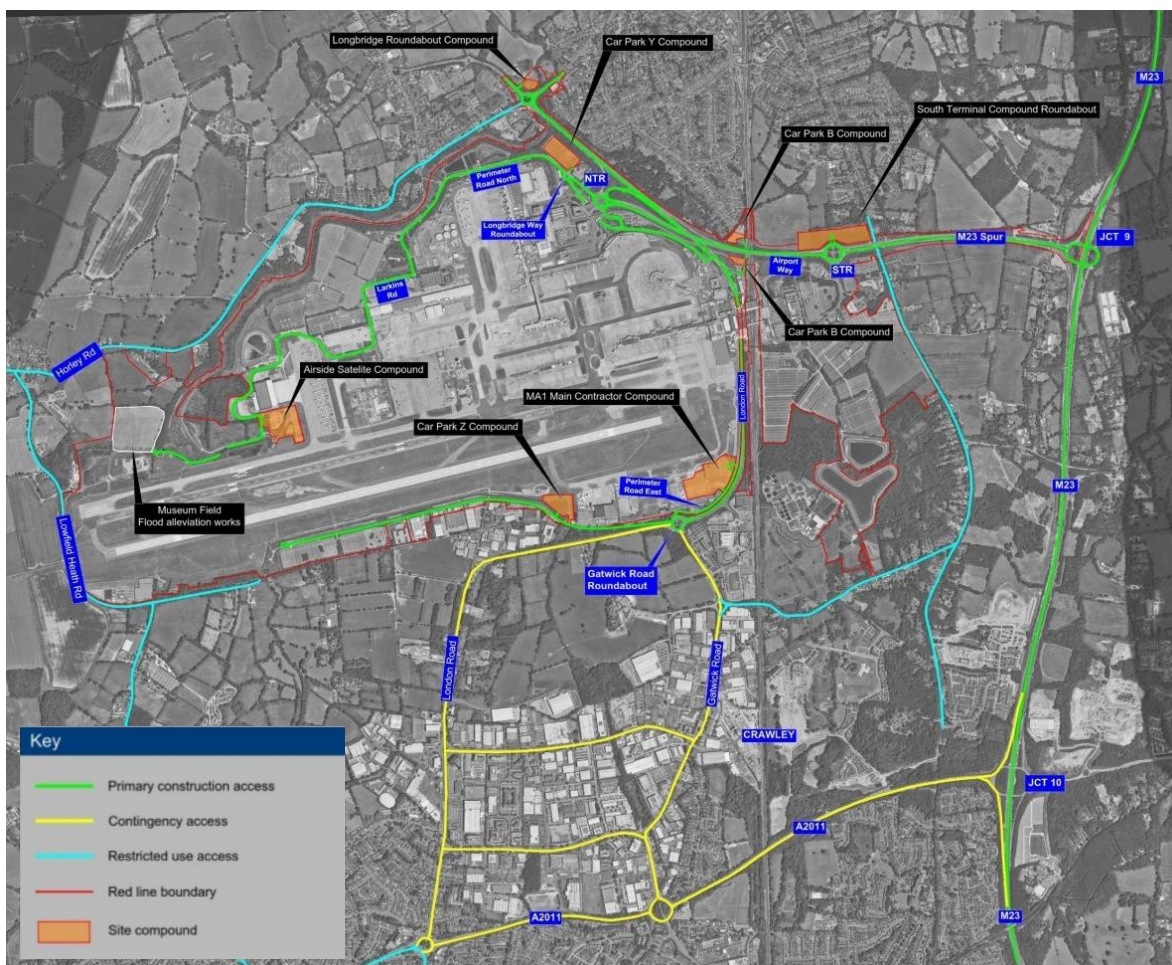 Longbridge Roundabout Compound
Car Park Y Compound
M23
South Terminal Compound Roundabout
Car Park B Compound
Perimeter
Road North
NTR
Longbridge Way
Roundabout
M23 Spur
JCT 9
Airport
Way
STR
Larkins
Rd
Car Park B Compound
Horley Rd
Airside Satelite Compound
London Road
MA1 Main Contractor Compound
Car Park Z Compound
Perimeter
Road East
M23
Museum Field
Flood alleviation works
Lowfield Heath Rd
Gatwick Road
Roundabout
London Road
Gatwick Road
CRAWLEY
JCT 10
A2011
A2011
M23
Key
Primary construction access
Contingency access
Restricted use access
Red line boundary
Site compound